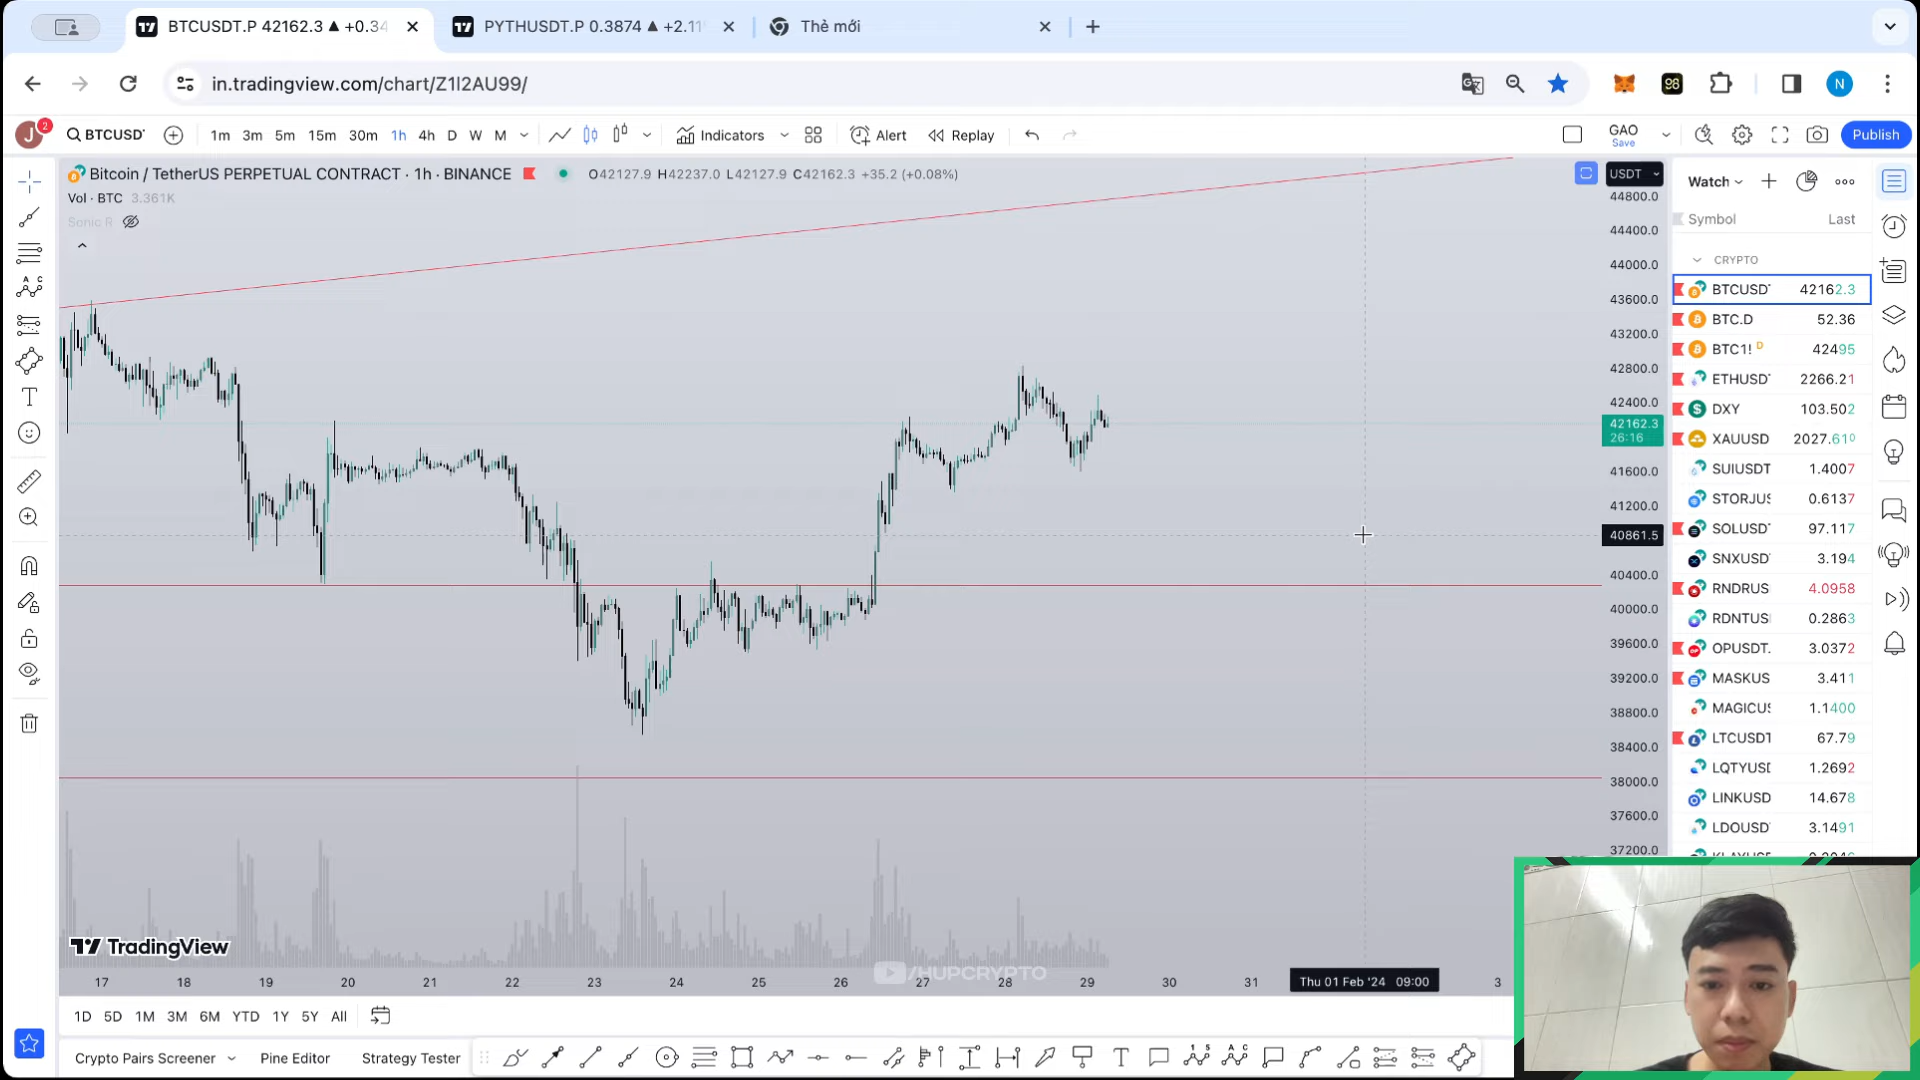 BTCUSDT.P 42162.3 ▲ +0.34
PYTHUSDT.P 0.3874 ▲ +2.11
Thẻ mới
in.tradingview.com/chart/Z1I2AU99/
98
N
J
2
BTCUSD
1m 3m 5m 15m 30m 1h 4h D W M
Indicators
Alert
Replay
GAO
Save
Publish
Bitcoin / TetherUS PERPETUAL CONTRACT · 1h · BINANCE
O42127.9 H42237.0 L42127.9 C42162.3 +35.2 (+0.08%)
Vol · BTC 3.361K
Sonic R
USDT
44800.0
44400.0
44000.0
43600.0
43200.0
42800.0
42400.0
42162.3
26:16
41600.0
41200.0
40861.5
40400.0
40000.0
39600.0
39200.0
38800.0
38400.0
38000.0
37600.0
37200.0
Watch
Symbol Last
CRYPTO
BTCUSD 42162.3
BTC.D 52.36
BTC1! D 42495
ETHUSD 2266.21
DXY 103.502
XAUUSD 2027.610
SUIUSDT 1.4007
STORJUS 0.6137
SOLUSD 97.117
SNXUSD 3.194
RNDRUS 4.0958
RDNTUS 0.2863
OPUSDT. 3.0372
MASKUS 3.411
MAGICUS 1.1400
LTCUSDT 67.79
LQTYUSD 1.2692
LINKUSD 14.678
LDOUSD 3.1491
TradingView
/HUPCRYPTO
17 18 19 20 21 22 23 24 25 26 27 28 29 30 31 Thu 01 Feb '24 09:00 3
1D 5D 1M 3M 6M YTD 1Y 5Y All
Crypto Pairs Screener
Pine Editor
Strategy Tester